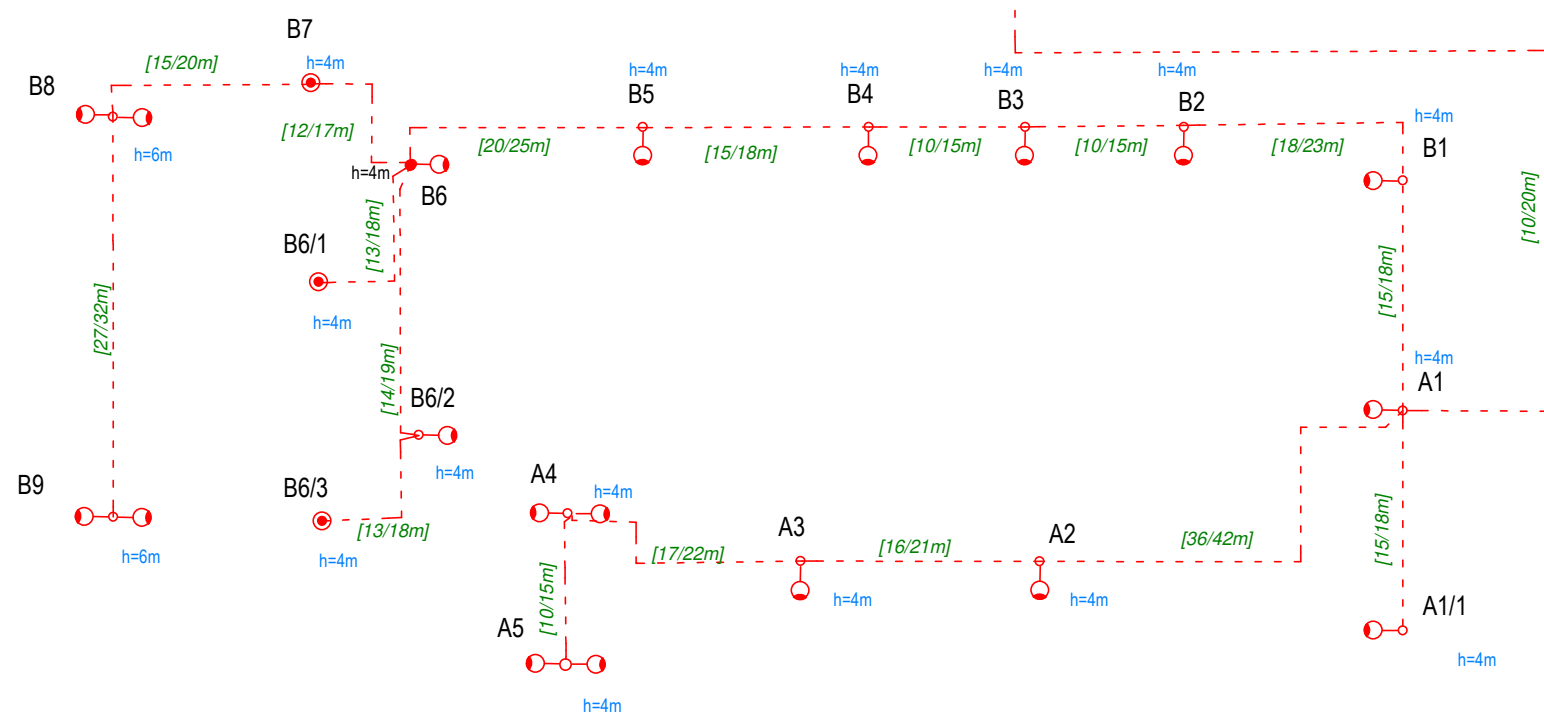 B7
[15/20m]
h=4m
B8
h=4m
h=4m
h=4m
h=4m
B5
B4
B3
B2
h=4m
[12/17m]
h=6m
[20/25m]
[15/18m]
[10/15m]
[10/15m]
[18/23m]
B1
h=4m
B6
[10/20m]
[13/18m]
B6/1
h=4m
[27/32m]
[15/18m]
h=4m
A1
[14/19m]
B6/2
h=4m
B9
B6/3
A4
h=4m
h=6m
h=4m
[13/18m]
A3
[16/21m]
A2
[36/42m]
[15/18m]
[17/22m]
[10/15m]
h=4m
h=4m
A1/1
A5
h=4m
h=4m